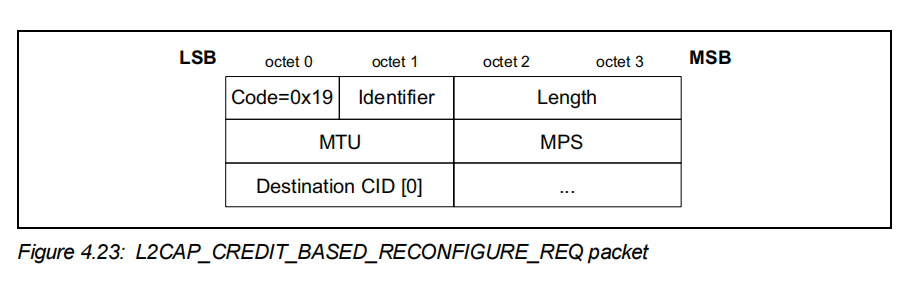 LSB octet 0 octet 1 octet 2 octet 3 MSB
Code=0x19 Identifier Length
MTU MPS
Destination CID [0] ...
Figure 4.23: L2CAP_CREDIT_BASED_RECONFIGURE_REQ packet